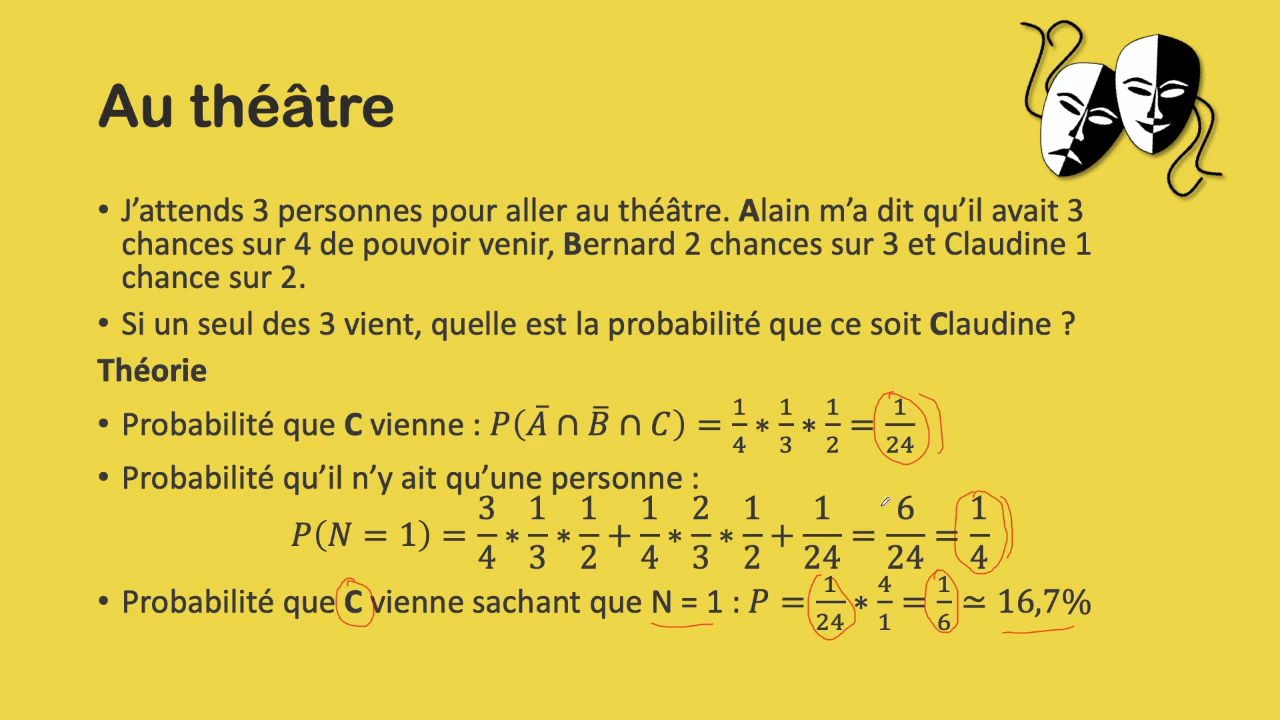 Au théâtre
• J’attends 3 personnes pour aller au théâtre. Alain m’a dit qu’il avait 3
chances sur 4 de pouvoir venir, Bernard 2 chances sur 3 et Claudine 1
chance sur 2.
• Si un seul des 3 vient, quelle est la probabilité que ce soit Claudine ?
Théorie
• Probabilité que C vienne : P(Ā ∩ B̄ ∩ C) = 1/4 * 1/3 * 1/2 = 1/24
• Probabilité qu’il n’y ait qu’une personne :
P(N = 1) = 3/4 * 1/3 * 1/2 + 1/4 * 2/3 * 1/2 + 1/24 = 6/24 = 1/4
• Probabilité que C vienne sachant que N = 1 : P = 1/24 * 4/1 = 1/6 ≃ 16,7%